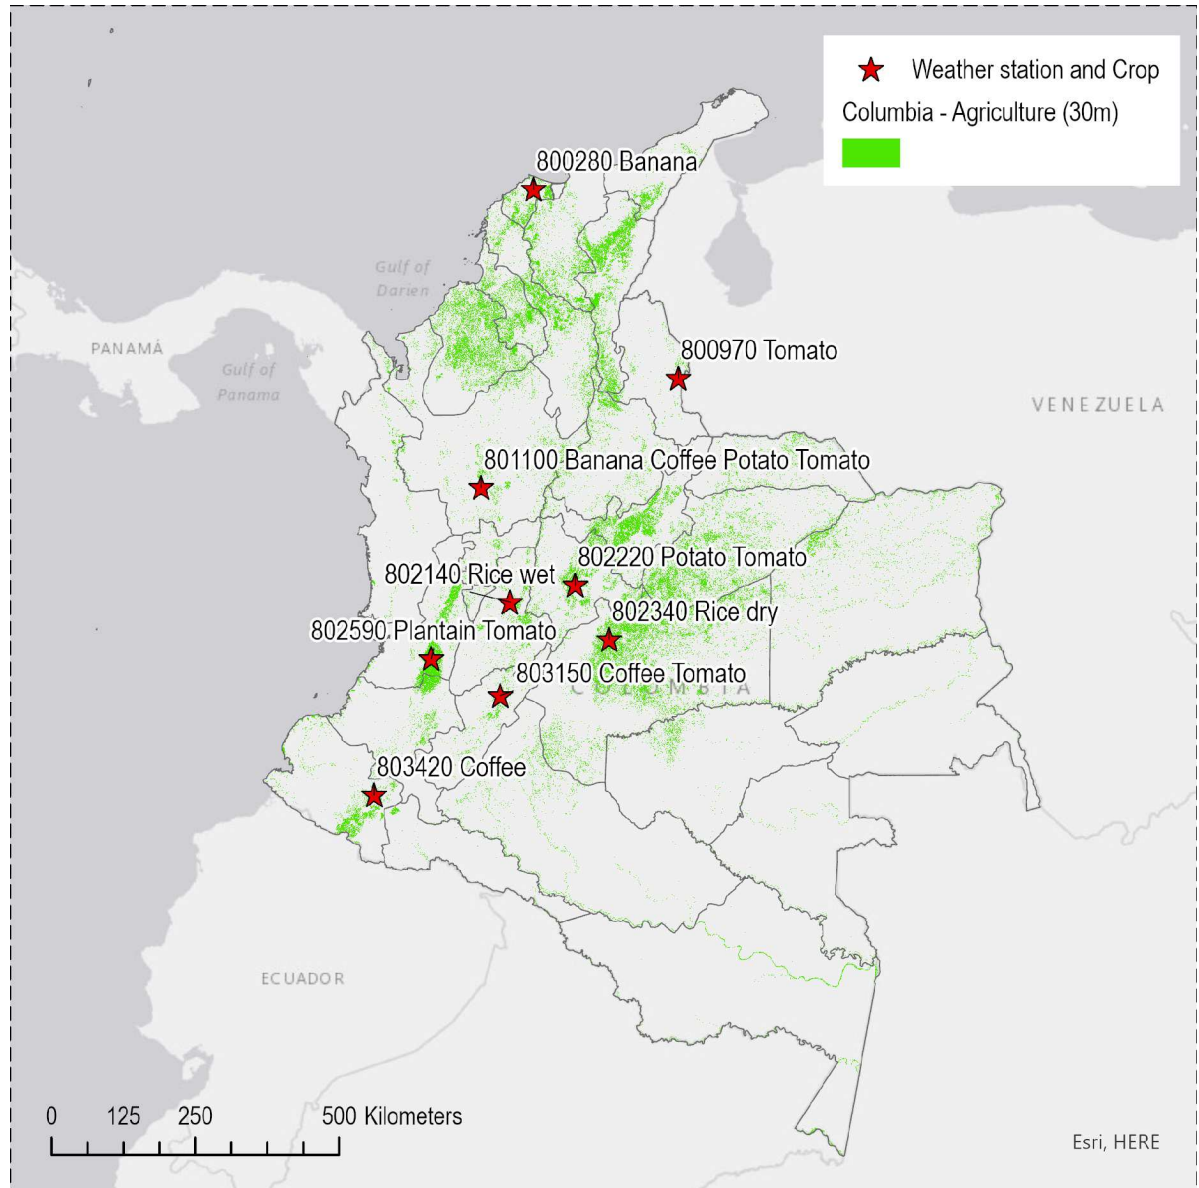 Weather station and Crop
Columbia - Agriculture (30m)
800280 Banana
Gulf of
Darien
PANAMÁ
Gulf of
Panama
800970 Tomato
VENEZUELA
801100 Banana Coffee Potato Tomato
802220 Potato Tomato
802140 Rice wet
802340 Rice dry
802590 Plantain Tomato
803150 Coffee Tomato
COLOMBIA
803420 Coffee
ECUADOR
0 125 250 500 Kilometers
Esri, HERE